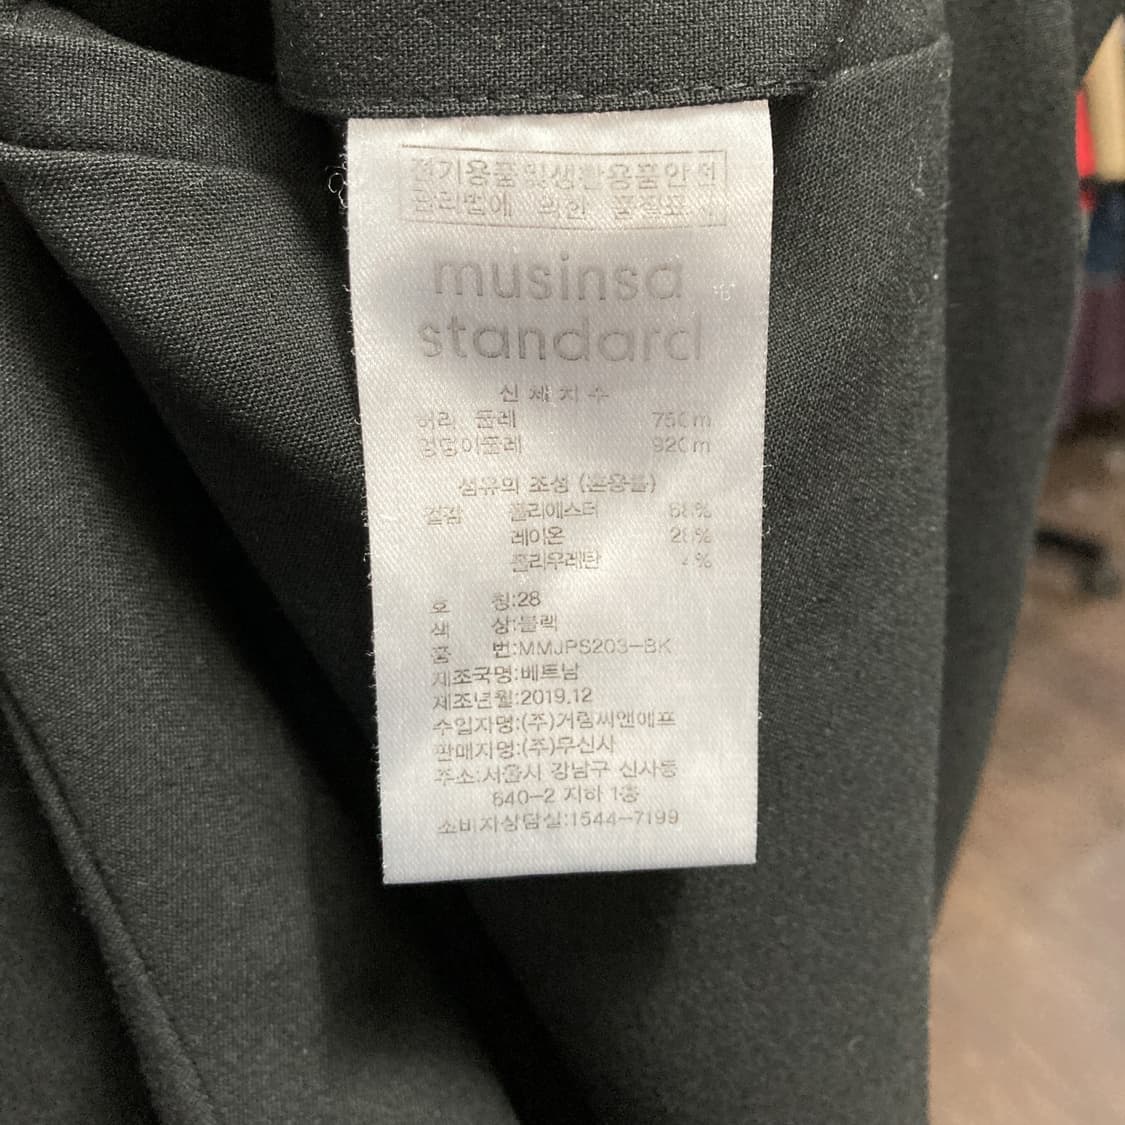 전기용품및생활용품안전
관리법에 의한 품질표시
musinsa
standard
신체치수
허리 둘레 75cm
엉덩이둘레 92cm
섬유의 조성 (혼용률)
겉감 폴리에스터 68%
레이온 28%
폴리우레탄 4%
호 칭:28
색 상:블랙
품 번:MMJPS203-BK
제조국명:베트남
제조년월:2019.12
수입자명:(주)거림씨앤에프
판매자명:(주)무신사
주소:서울시 강남구 신사동
640-2 지하 1층
소비자상담실:1544-7199